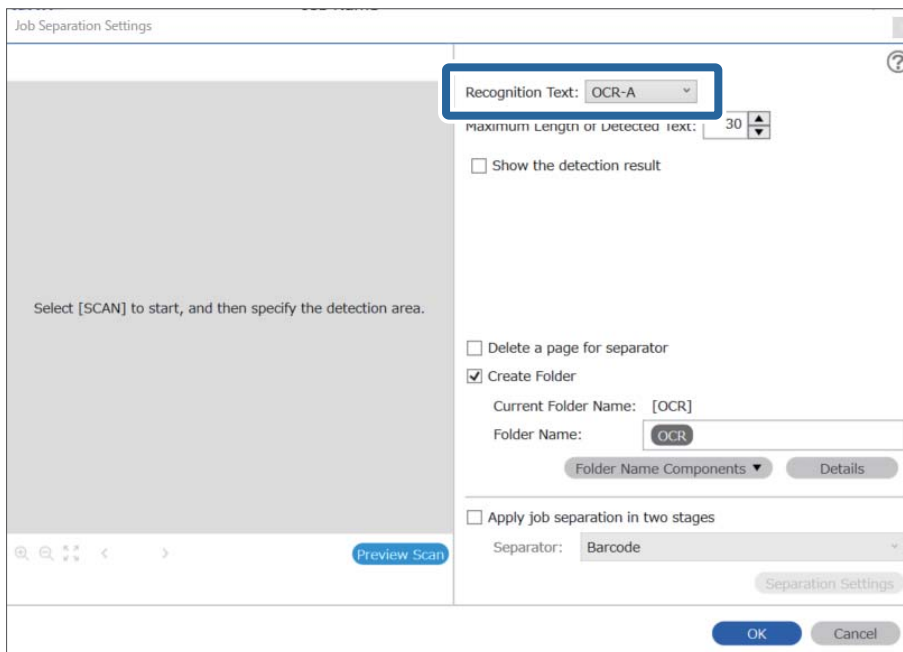 Job Separation Settings
Recognition Text: OCR-A
Maximum Length of Detected Text: 30
Show the detection result
Select [SCAN] to start, and then specify the detection area.
Delete a page for separator
Create Folder
Current Folder Name: [OCR]
Folder Name: OCR
Folder Name Components ▼ Details
Apply job separation in two stages
Preview Scan
Separator: Barcode
Separation Settings
OK Cancel